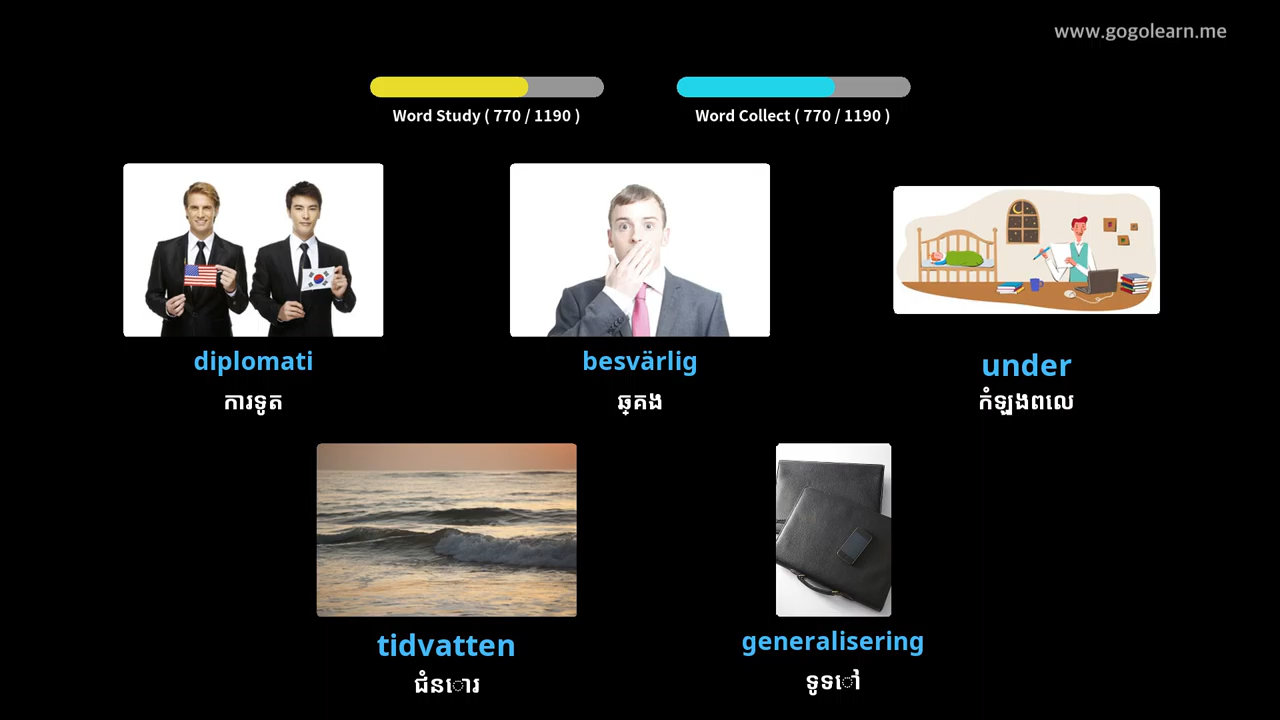 www.gogolearn.me
Word Study ( 770 / 1190 )
Word Collect ( 770 / 1190 )
diplomati
ការទូត
besvärlig
ឆ្គង
under
កំឡុងពេល
tidvatten
ជំនោរ
generalisering
ទូទៅ